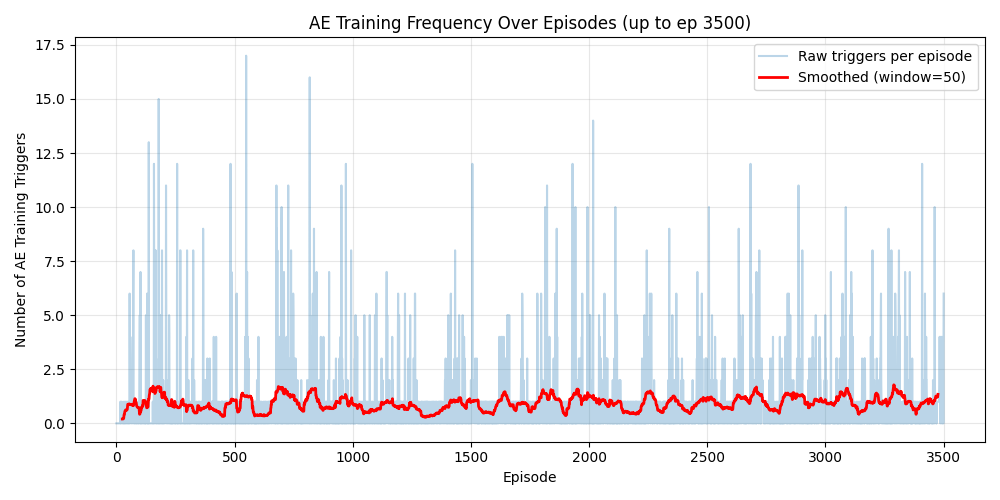 AE Training Frequency Over Episodes (up to ep 3500)
Raw triggers per episode
Smoothed (window=50)
Number of AE Training Triggers
17.5
15.0
12.5
10.0
7.5
5.0
2.5
0.0
0 500 1000 1500 2000 2500 3000 3500
Episode